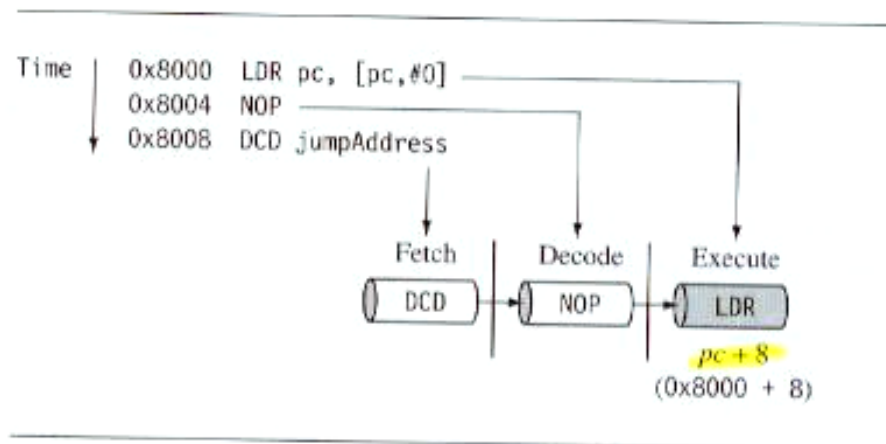 Time 0x8000 LDR pc, [pc,#0]
0x8004 NOP
0x8008 DCD jumpAddress
Fetch Decode Execute
DCD NOP LDR
pc + 8
(0x8000 + 8)